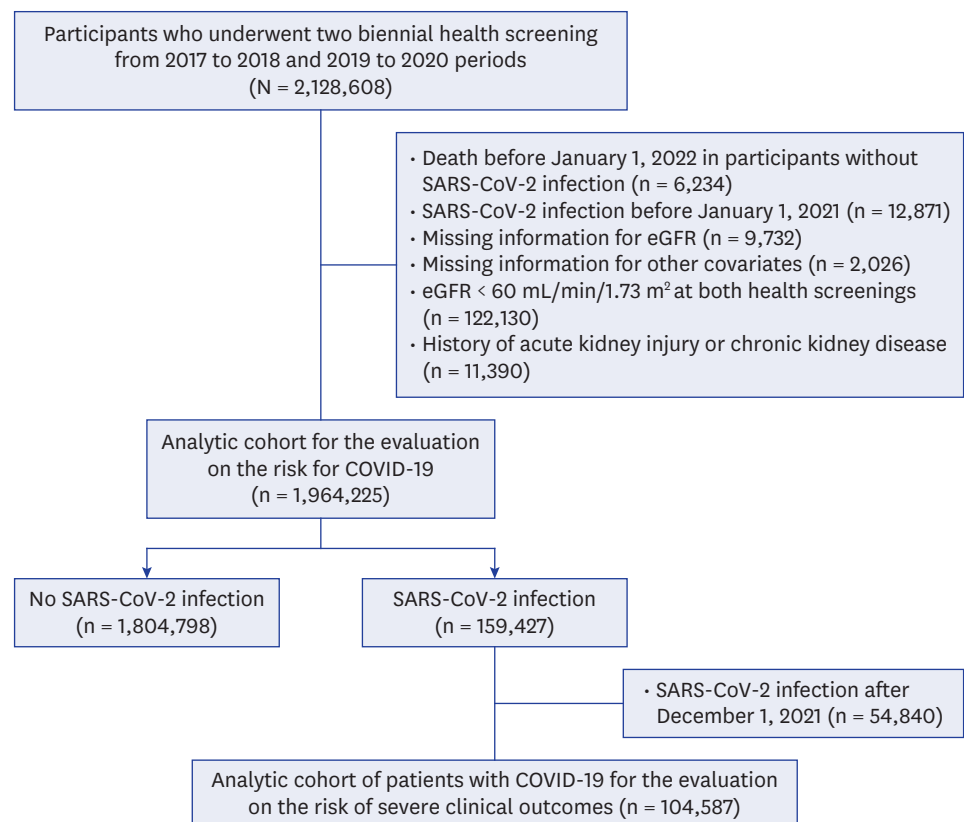 Participants who underwent two biennial health screening
from 2017 to 2018 and 2019 to 2020 periods
(N = 2,128,608)
· Death before January 1, 2022 in participants without
SARS-CoV-2 infection (n = 6,234)
· SARS-CoV-2 infection before January 1, 2021 (n = 12,871)
· Missing information for eGFR (n = 9,732)
· Missing information for other covariates (n = 2,026)
· eGFR < 60 mL/min/1.73 m² at both health screenings
(n = 122,130)
· History of acute kidney injury or chronic kidney disease
(n = 11,390)
Analytic cohort for the evaluation
on the risk for COVID-19
(n = 1,964,225)
No SARS-CoV-2 infection
(n = 1,804,798)
SARS-CoV-2 infection
(n = 159,427)
· SARS-CoV-2 infection after
December 1, 2021 (n = 54,840)
Analytic cohort of patients with COVID-19 for the evaluation
on the risk of severe clinical outcomes (n = 104,587)